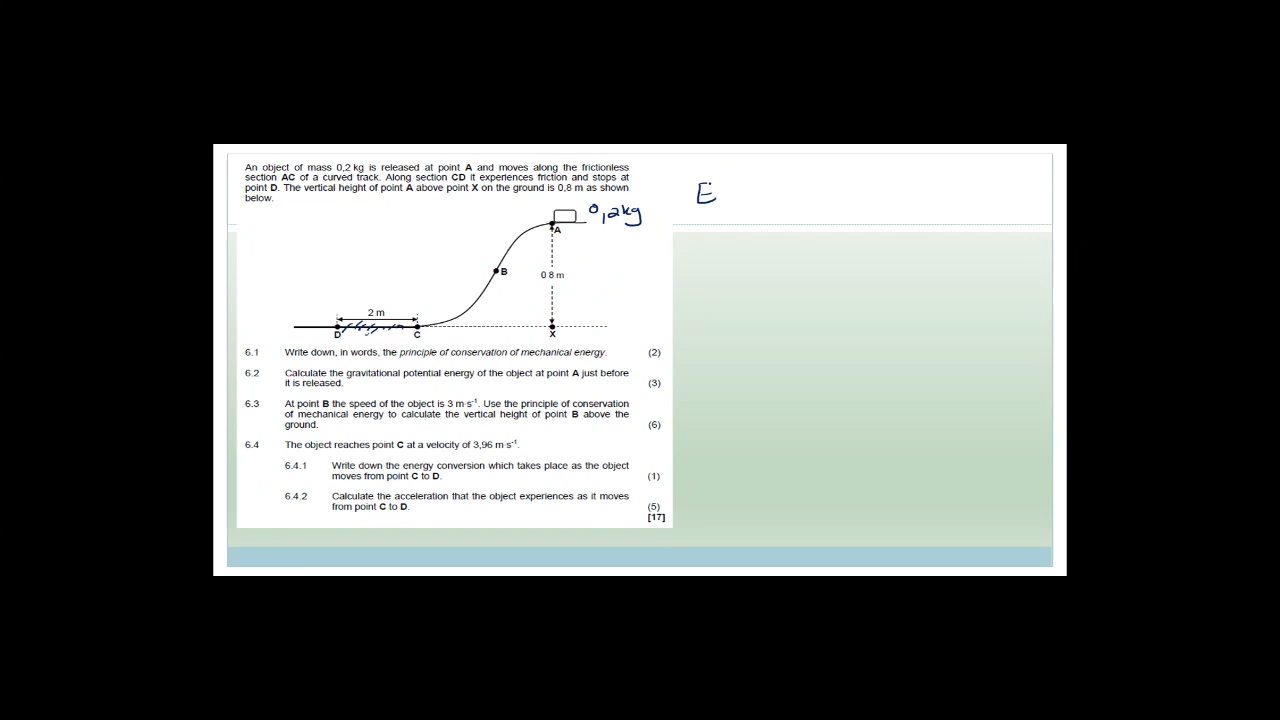 An object of mass 0,2 kg is released at point A and moves along the frictionless
section AC of a curved track. Along section CD it experiences friction and stops at
point D. The vertical height of point A above point X on the ground is 0,8 m as shown
below.
E
0,2kg
A
B
0 8 m
2 m
D
C
X
6.1 Write down, in words, the principle of conservation of mechanical energy. (2)
6.2 Calculate the gravitational potential energy of the object at point A just before
it is released. (3)
6.3 At point B the speed of the object is 3 m·s⁻¹. Use the principle of conservation
of mechanical energy to calculate the vertical height of point B above the
ground. (6)
6.4 The object reaches point C at a velocity of 3,96 m·s⁻¹.
6.4.1 Write down the energy conversion which takes place as the object
moves from point C to D. (1)
6.4.2 Calculate the acceleration that the object experiences as it moves
from point C to D. (5)
[17]